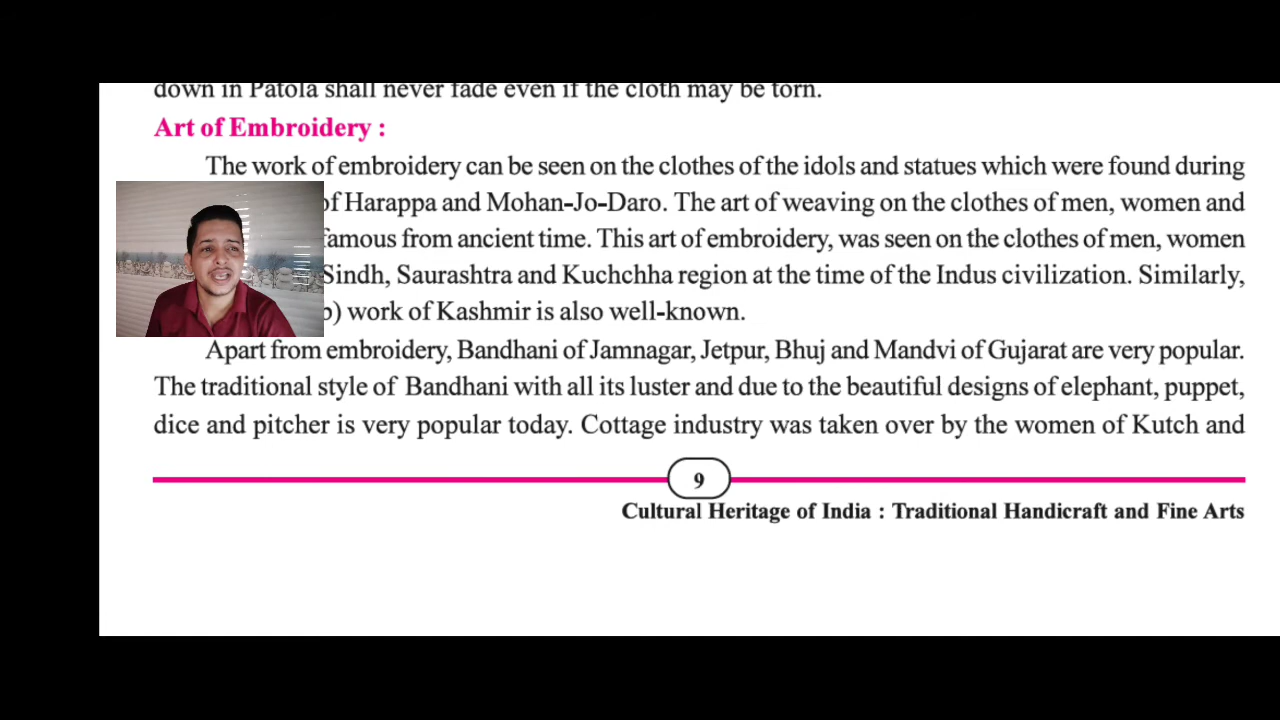 down in Patola shall never fade even if the cloth may be torn.
Art of Embroidery :
The work of embroidery can be seen on the clothes of the idols and statues which were found during
of Harappa and Mohan-Jo-Daro. The art of weaving on the clothes of men, women and
famous from ancient time. This art of embroidery, was seen on the clothes of men, women
Sindh, Saurashtra and Kuchchha region at the time of the Indus civilization. Similarly,
work of Kashmir is also well-known.
Apart from embroidery, Bandhani of Jamnagar, Jetpur, Bhuj and Mandvi of Gujarat are very popular.
The traditional style of Bandhani with all its luster and due to the beautiful designs of elephant, puppet,
dice and pitcher is very popular today. Cottage industry was taken over by the women of Kutch and
9
Cultural Heritage of India : Traditional Handicraft and Fine Arts